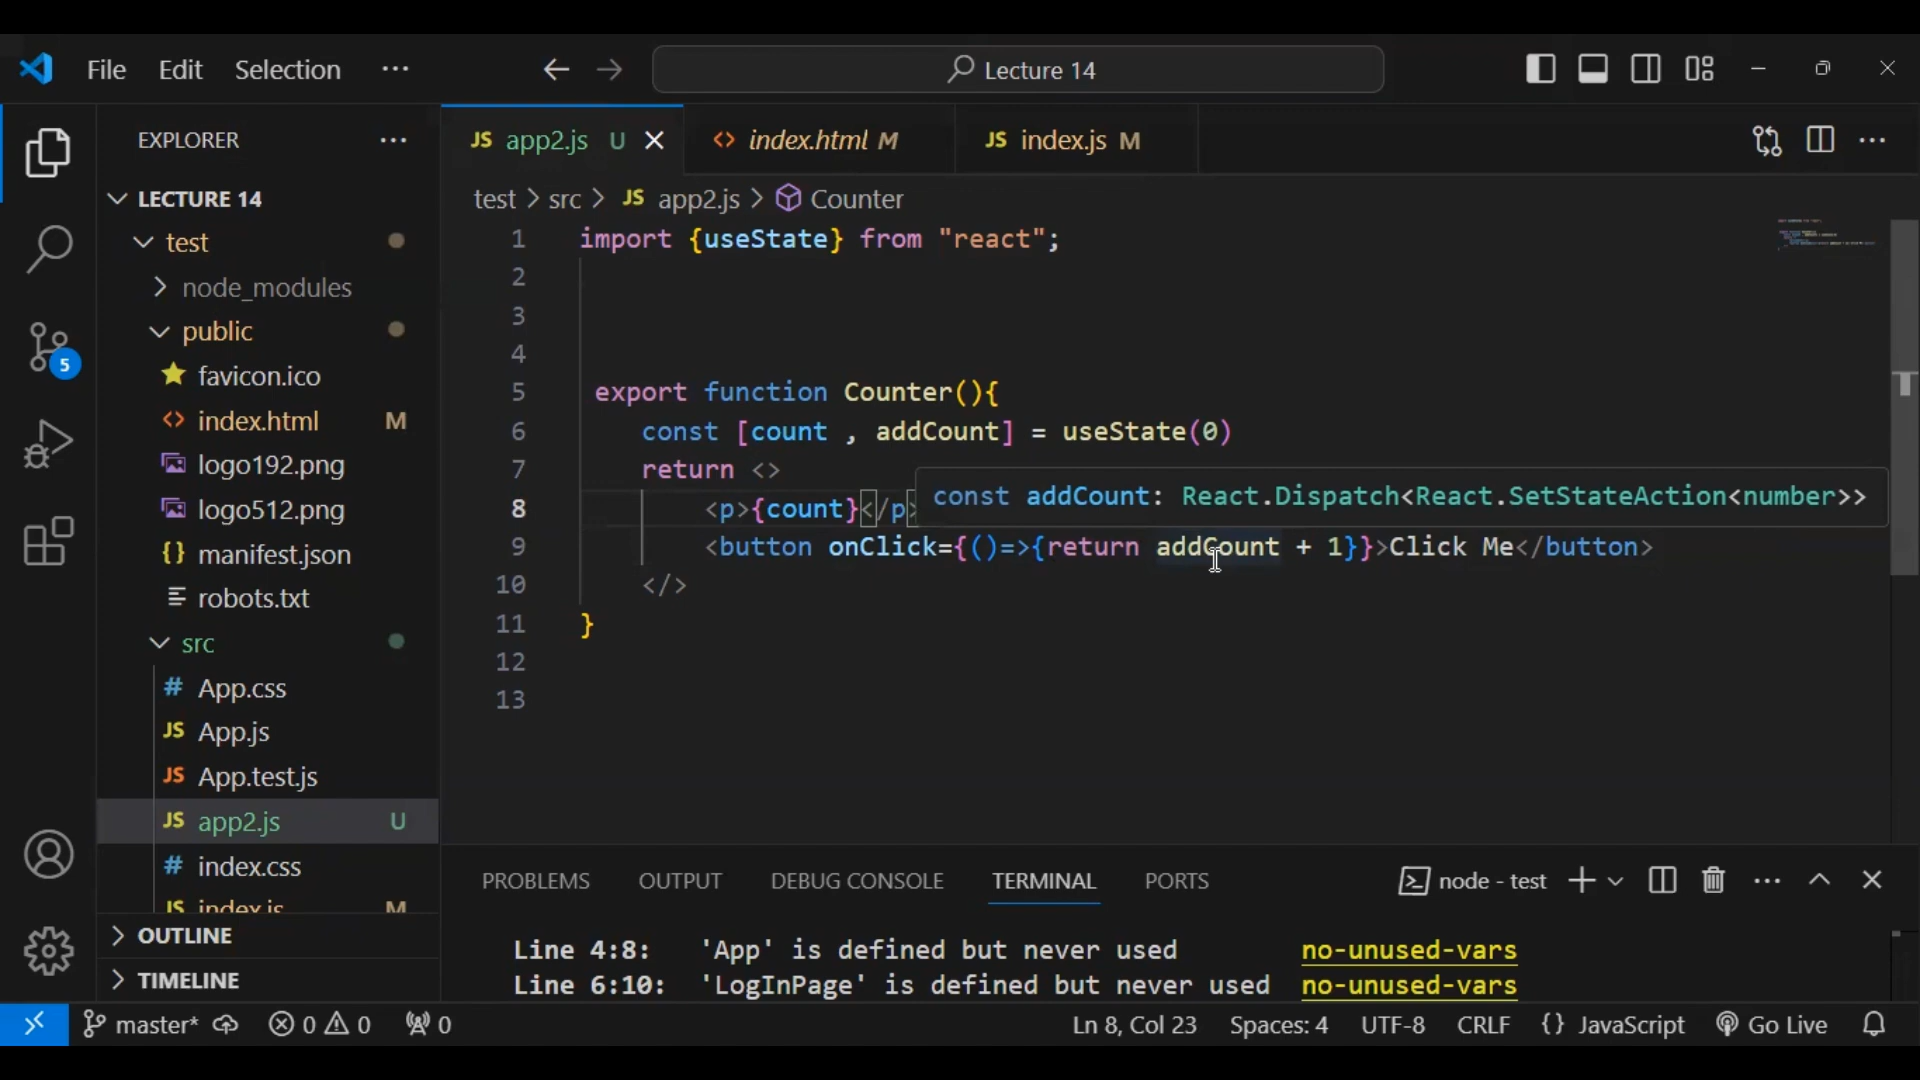 File Edit Selection ··· Lecture 14
EXPLORER ···
LECTURE 14
test
node_modules
public
favicon.ico
index.html M
logo192.png
logo512.png
manifest.json
robots.txt
src
App.css
App.js
App.test.js
app2.js U
index.css
index.js M
OUTLINE
TIMELINE
5
JS app2.js U index.html M JS index.js M
test > src > JS app2.js > Counter
1 import {useState} from "react";
2
3
4
5 export function Counter(){
6 const [count , addCount] = useState(0)
7 return <>
8 <p>{count}</p>
const addCount: React.Dispatch<React.SetStateAction<number>>
9 <button onClick={()=>{return addCount + 1}}>Click Me</button>
10 </>
11 }
12
13
PROBLEMS OUTPUT DEBUG CONSOLE TERMINAL PORTS node - test
Line 4:8: 'App' is defined but never used no-unused-vars
Line 6:10: 'LogInPage' is defined but never used no-unused-vars
master* 0 0 0 Ln 8, Col 23 Spaces: 4 UTF-8 CRLF {} JavaScript Go Live